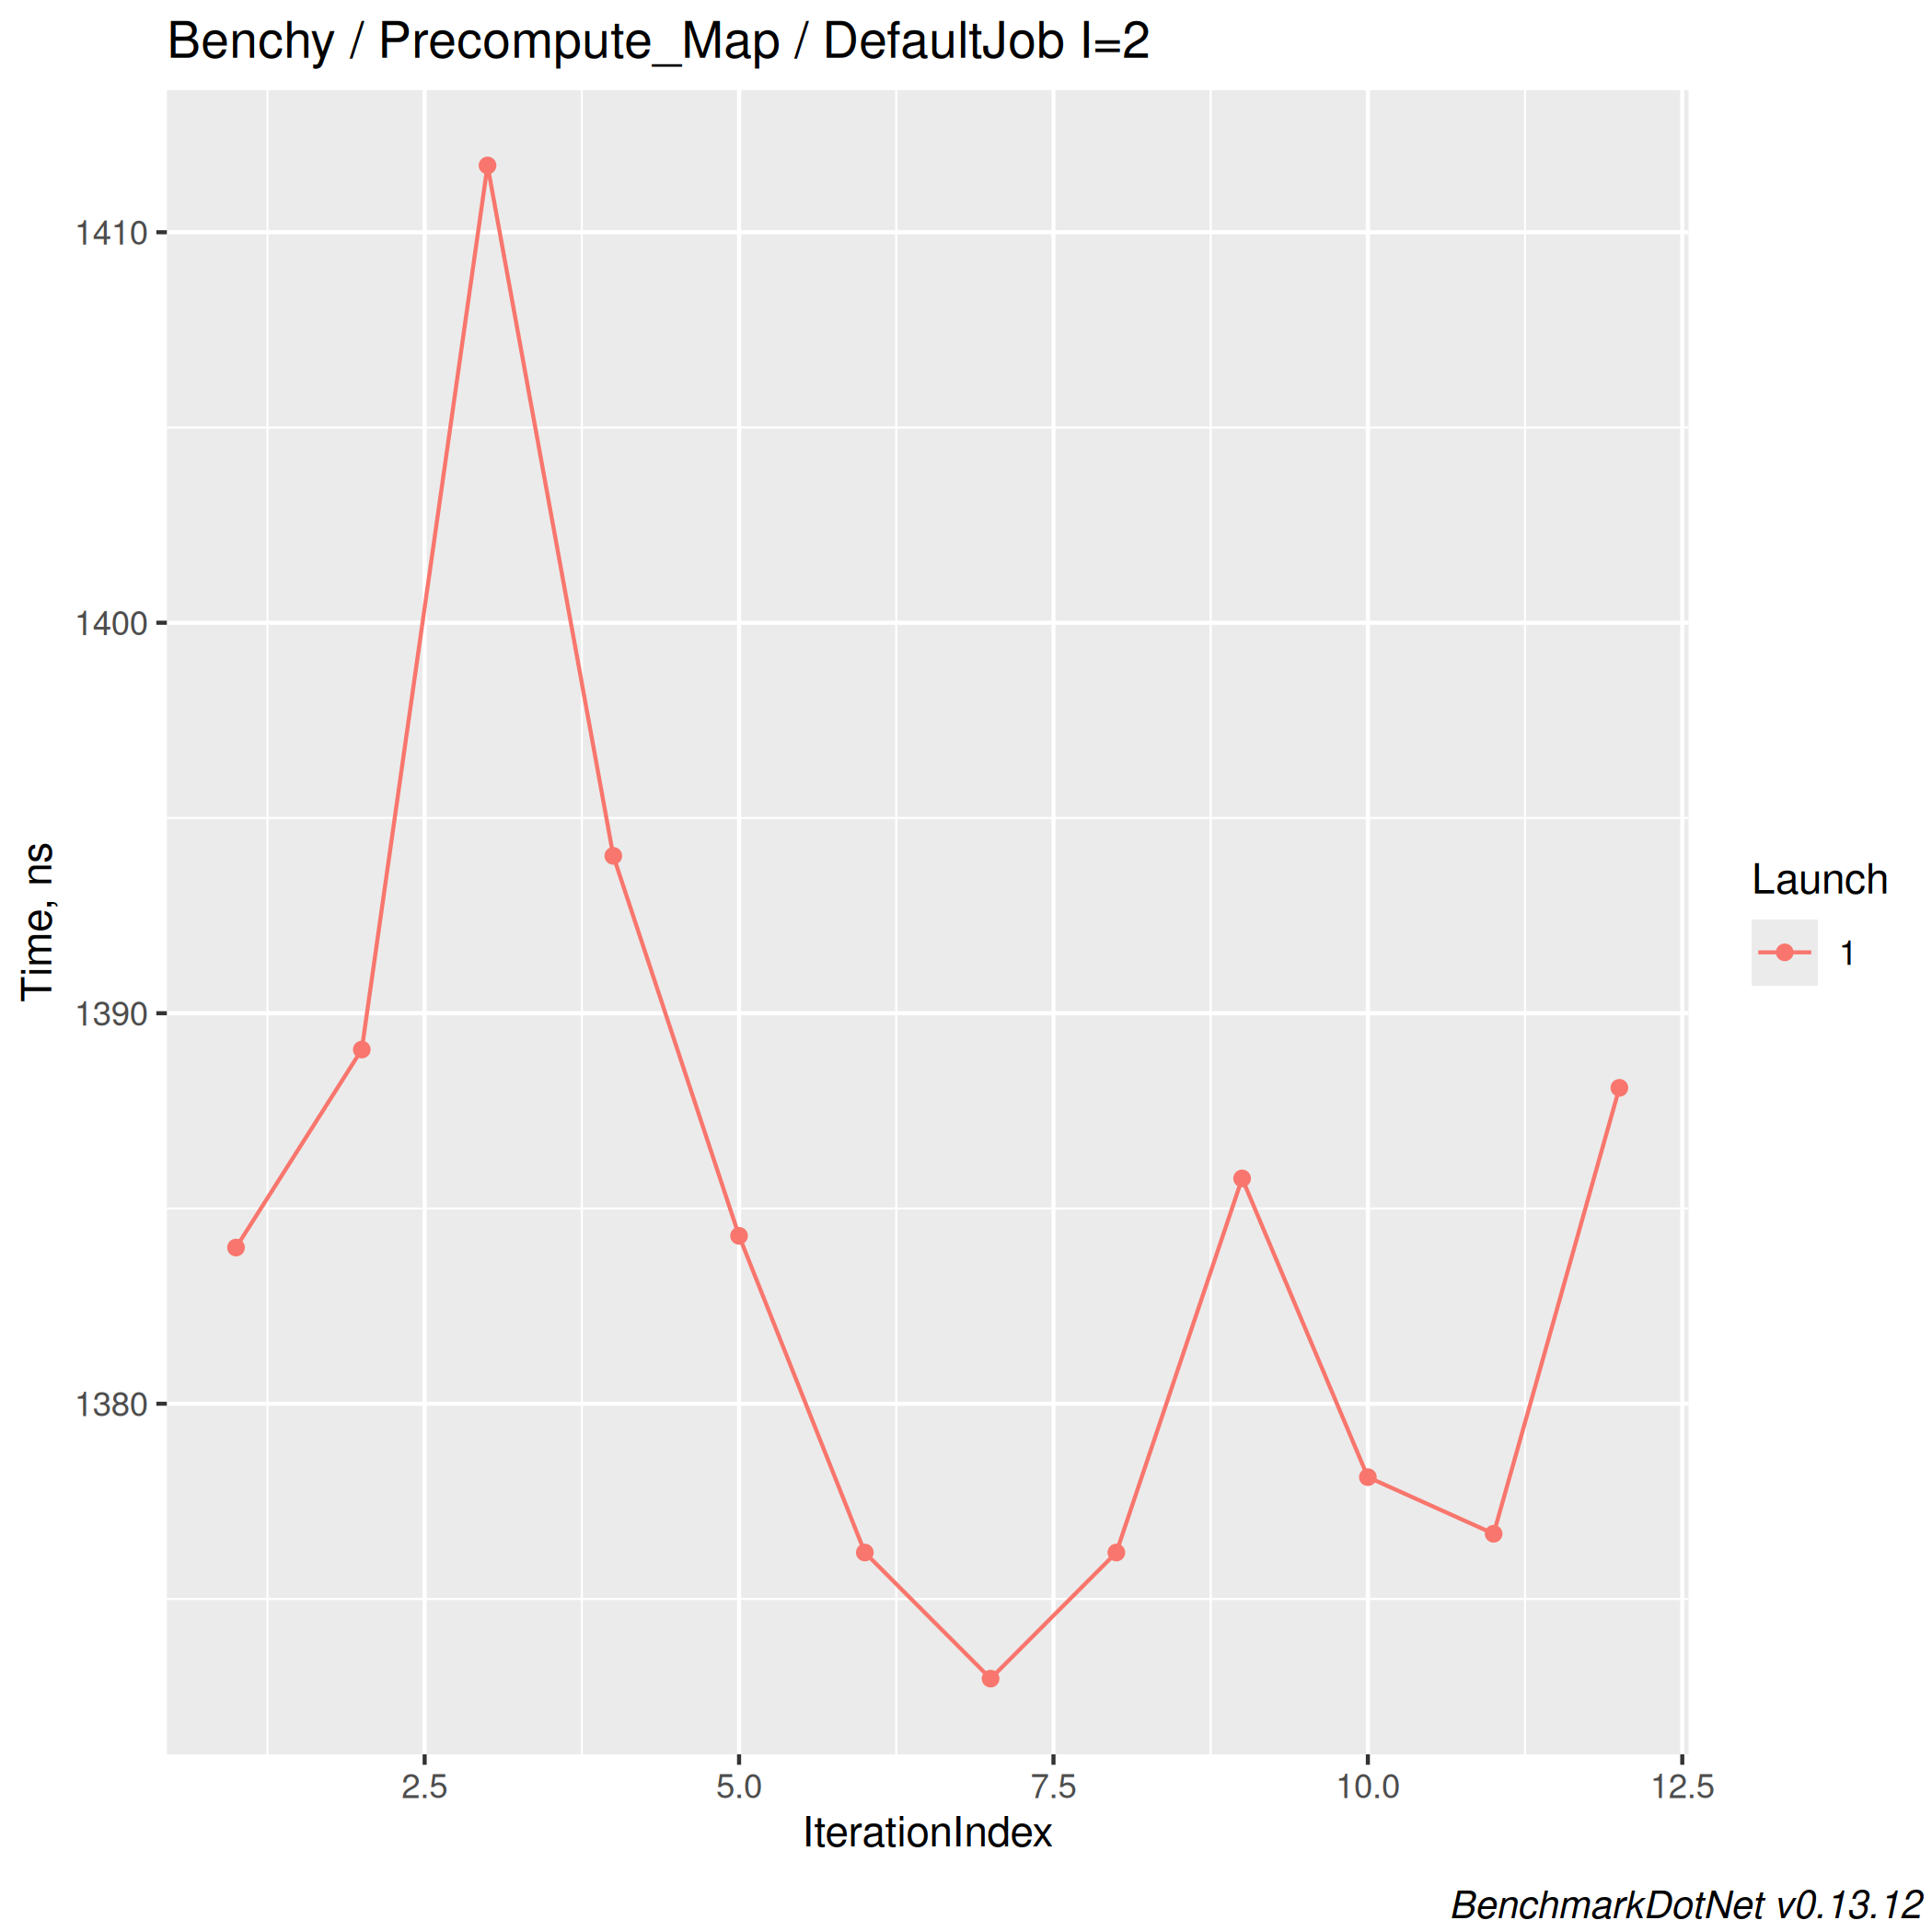 Benchy / Precompute_Map / DefaultJob I=2
Time, ns
1410
1400
1390
1380
2.5 5.0 7.5 10.0 12.5
IterationIndex
Launch
1
BenchmarkDotNet v0.13.12